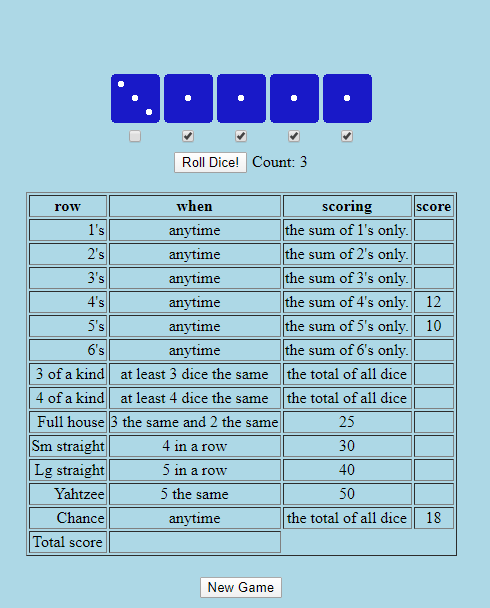 Roll Dice! Count: 3
row when scoring score
1's anytime the sum of 1's only.
2's anytime the sum of 2's only.
3's anytime the sum of 3's only.
4's anytime the sum of 4's only. 12
5's anytime the sum of 5's only. 10
6's anytime the sum of 6's only.
3 of a kind at least 3 dice the same the total of all dice
4 of a kind at least 4 dice the same the total of all dice
Full house 3 the same and 2 the same 25
Sm straight 4 in a row 30
Lg straight 5 in a row 40
Yahtzee 5 the same 50
Chance anytime the total of all dice 18
Total score
New Game